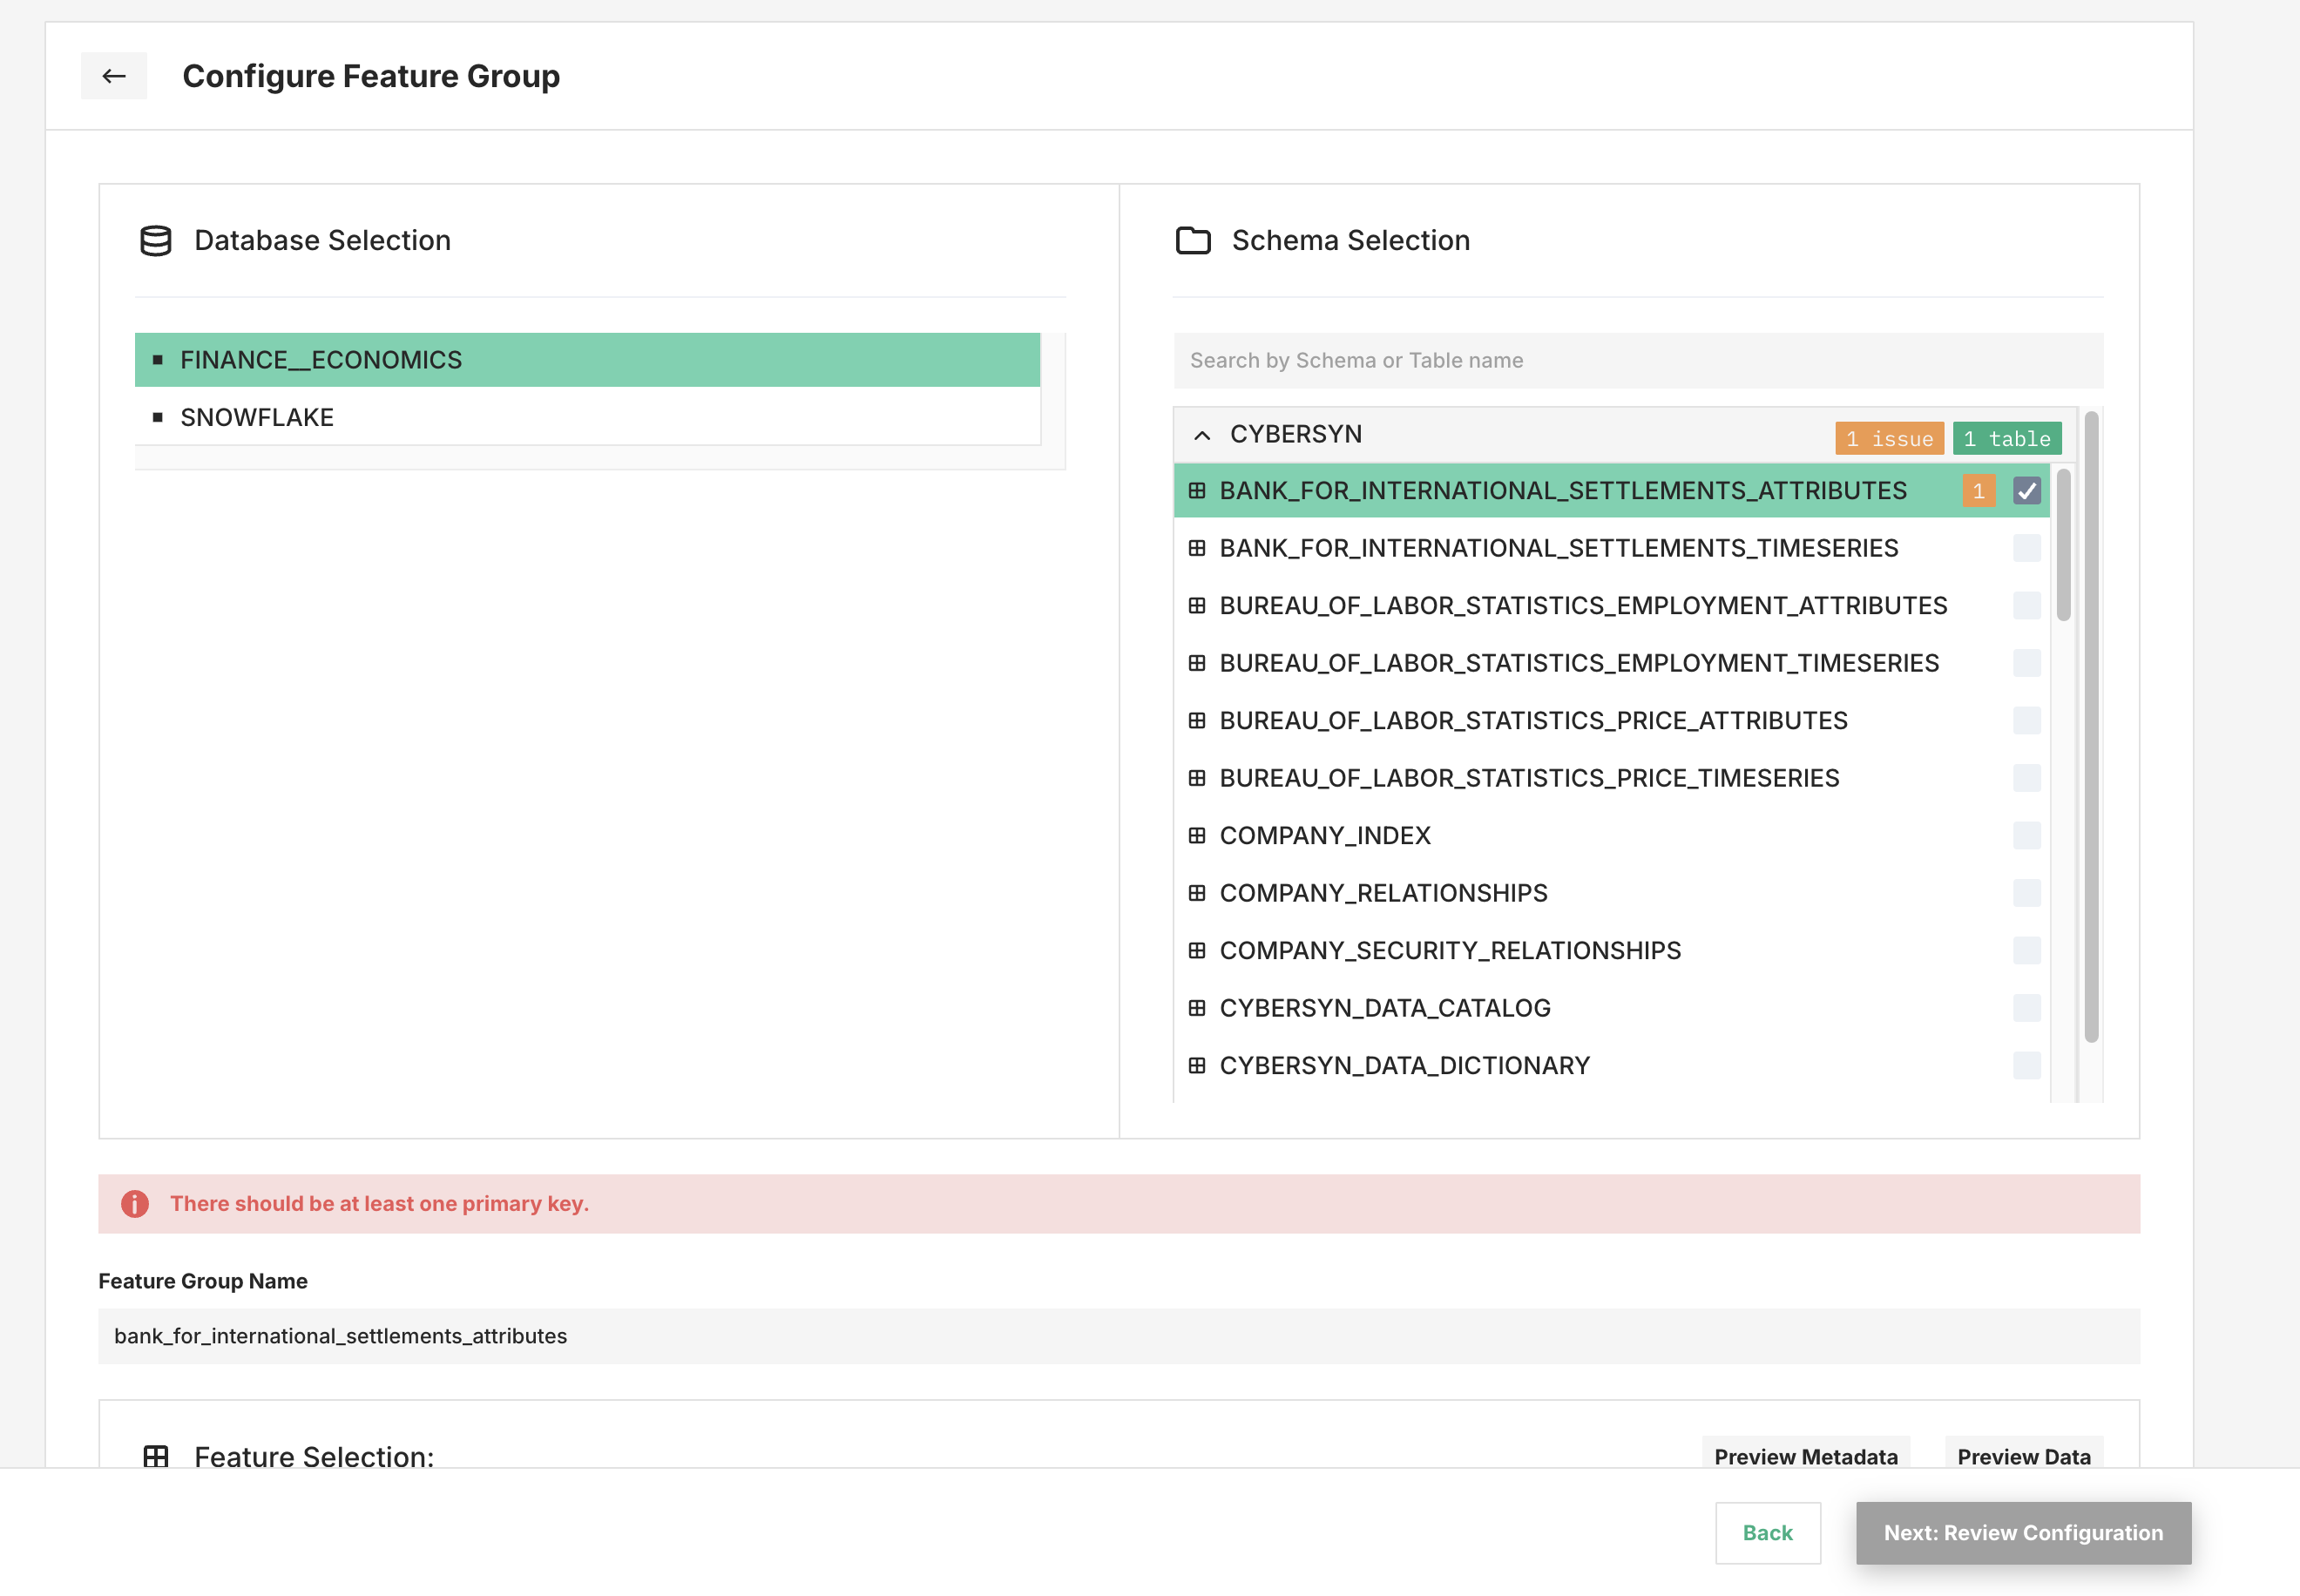 Configure Feature Group
Database Selection
FINANCE__ECONOMICS
SNOWFLAKE
Schema Selection
Search by Schema or Table name
CYBERSYN 1 issue 1 table
BANK_FOR_INTERNATIONAL_SETTLEMENTS_ATTRIBUTES 1
BANK_FOR_INTERNATIONAL_SETTLEMENTS_TIMESERIES
BUREAU_OF_LABOR_STATISTICS_EMPLOYMENT_ATTRIBUTES
BUREAU_OF_LABOR_STATISTICS_EMPLOYMENT_TIMESERIES
BUREAU_OF_LABOR_STATISTICS_PRICE_ATTRIBUTES
BUREAU_OF_LABOR_STATISTICS_PRICE_TIMESERIES
COMPANY_INDEX
COMPANY_RELATIONSHIPS
COMPANY_SECURITY_RELATIONSHIPS
CYBERSYN_DATA_CATALOG
CYBERSYN_DATA_DICTIONARY
There should be at least one primary key.
Feature Group Name
bank_for_international_settlements_attributes
Feature Selection: Preview Metadata Preview Data
Back Next: Review Configuration